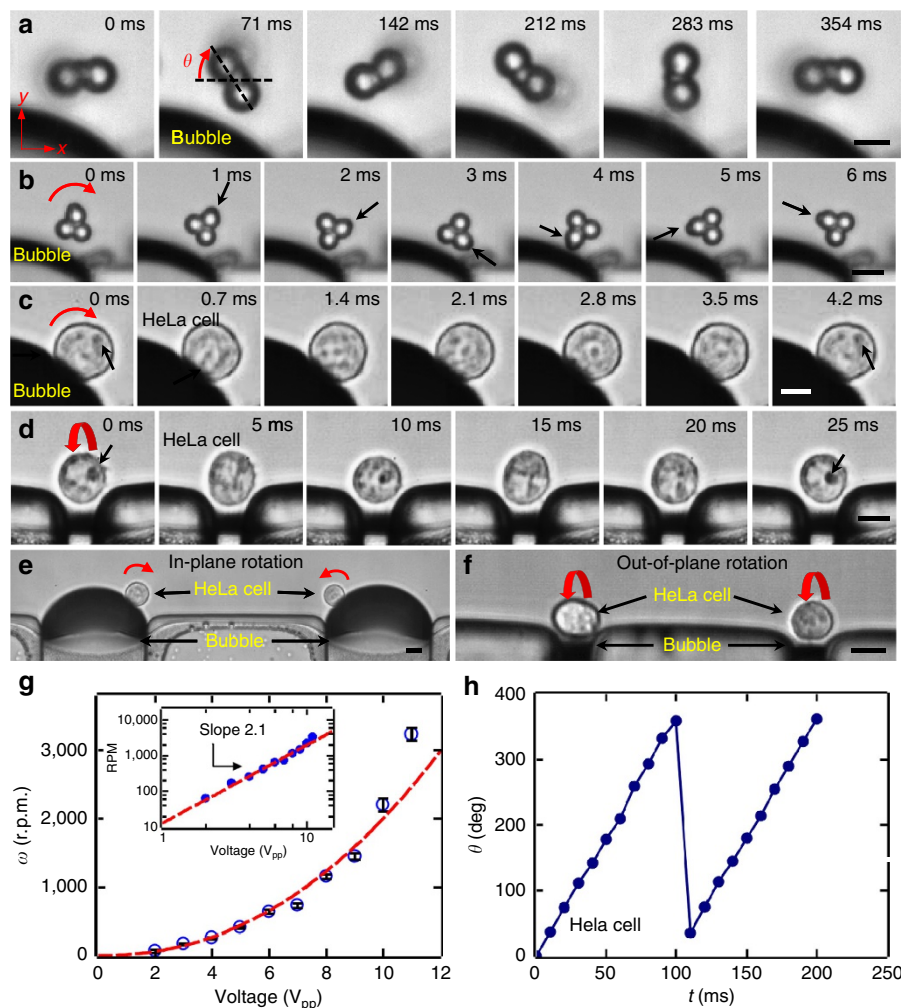 a
0 ms
71 ms
142 ms
212 ms
283 ms
354 ms
θ
y
x
Bubble
b
0 ms
1 ms
2 ms
3 ms
4 ms
5 ms
6 ms
Bubble
c
0 ms
0.7 ms
1.4 ms
2.1 ms
2.8 ms
3.5 ms
4.2 ms
HeLa cell
Bubble
d
0 ms
5 ms
10 ms
15 ms
20 ms
25 ms
HeLa cell
e
In-plane rotation
HeLa cell
Bubble
f
Out-of-plane rotation
HeLa cell
Bubble
g
ω (r.p.m.)
3,000
2,000
1,000
0
0 2 4 6 8 10 12
Voltage (Vpp)
RPM
10,000
1,000
100
10
1 10
Voltage (Vpp)
Slope 2.1
h
θ (deg)
400
300
200
100
0
0 50 100 150 200 250
t (ms)
Hela cell